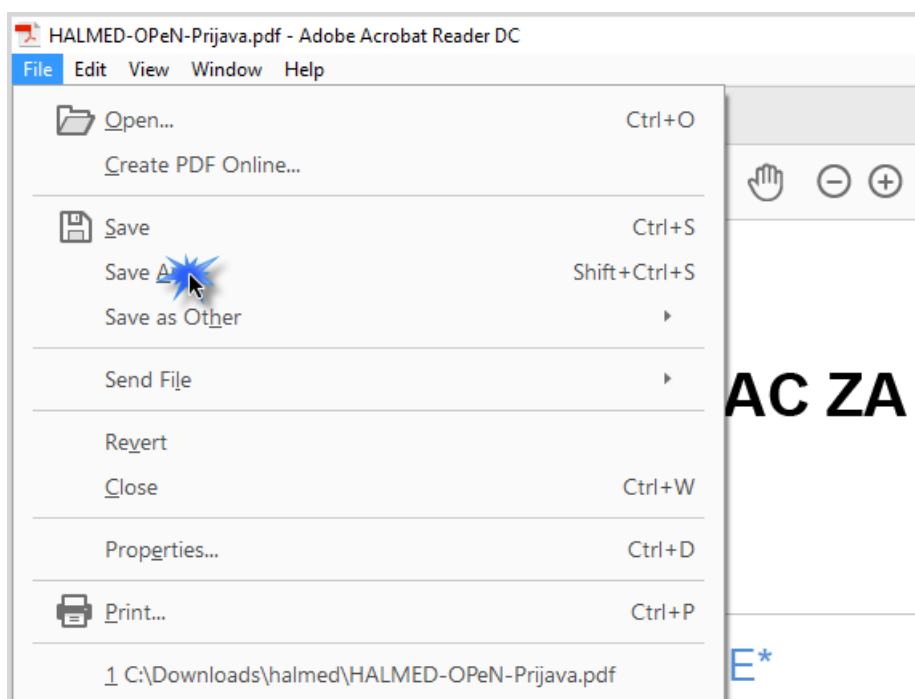 HALMED-OPeN-Prijava.pdf - Adobe Acrobat Reader DC
File Edit View Window Help
Open... Ctrl+O
Create PDF Online...
Save Ctrl+S
Save Shift+Ctrl+S
Save as Other
Send File
Revert
Close Ctrl+W
Properties... Ctrl+D
Print... Ctrl+P
1 C:\Downloads\halmed\HALMED-OPeN-Prijava.pdf
AC ZA
E*